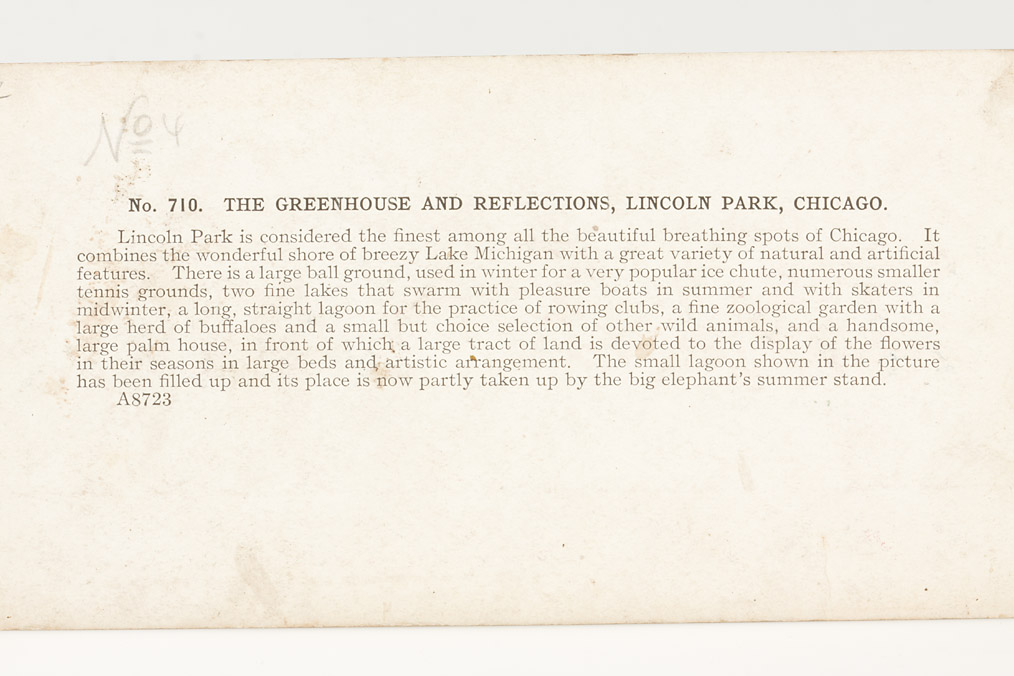 No 4
No. 710. THE GREENHOUSE AND REFLECTIONS, LINCOLN PARK, CHICAGO.
Lincoln Park is considered the finest among all the beautiful breathing spots of Chicago. It
combines the wonderful shore of breezy Lake Michigan with a great variety of natural and artificial
features. There is a large ball ground, used in winter for a very popular ice chute, numerous smaller
tennis grounds, two fine lakes that swarm with pleasure boats in summer and with skaters in
midwinter, a long, straight lagoon for the practice of rowing clubs, a fine zoological garden with a
large herd of buffaloes and a small but choice selection of other wild animals, and a handsome,
large palm house, in front of which a large tract of land is devoted to the display of the flowers
in their seasons in large beds and artistic arrangement. The small lagoon shown in the picture
has been filled up and its place is now partly taken up by the big elephant's summer stand.
A8723